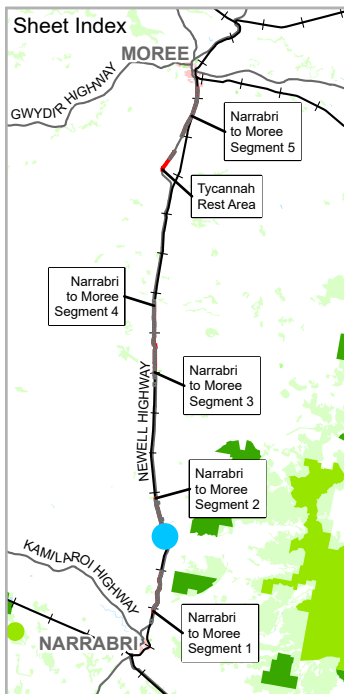 Sheet Index
MOREE
GWYDIR HIGHWAY
Narrabri
to Moree
Segment 5
Tycannah
Rest Area
Narrabri
to Moree
Segment 4
Narrabri
to Moree
Segment 3
NEWELL HIGHWAY
Narrabri
to Moree
Segment 2
KAMILAROI HIGHWAY
Narrabri
to Moree
Segment 1
NARRABRI